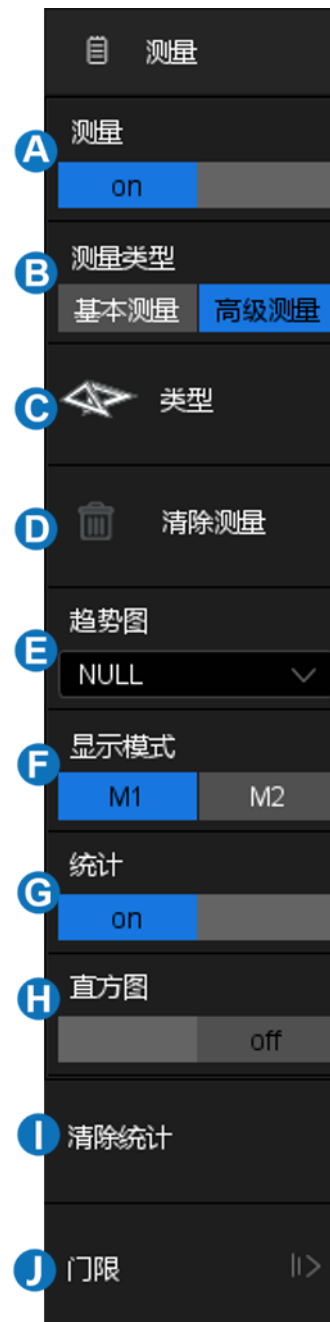 测量
A
测量
on
B
测量类型
基本测量 高级测量
C
类型
D
清除测量
E
趋势图
NULL
F
显示模式
M1 M2
G
统计
on
H
直方图
off
I
清除统计
J
门限